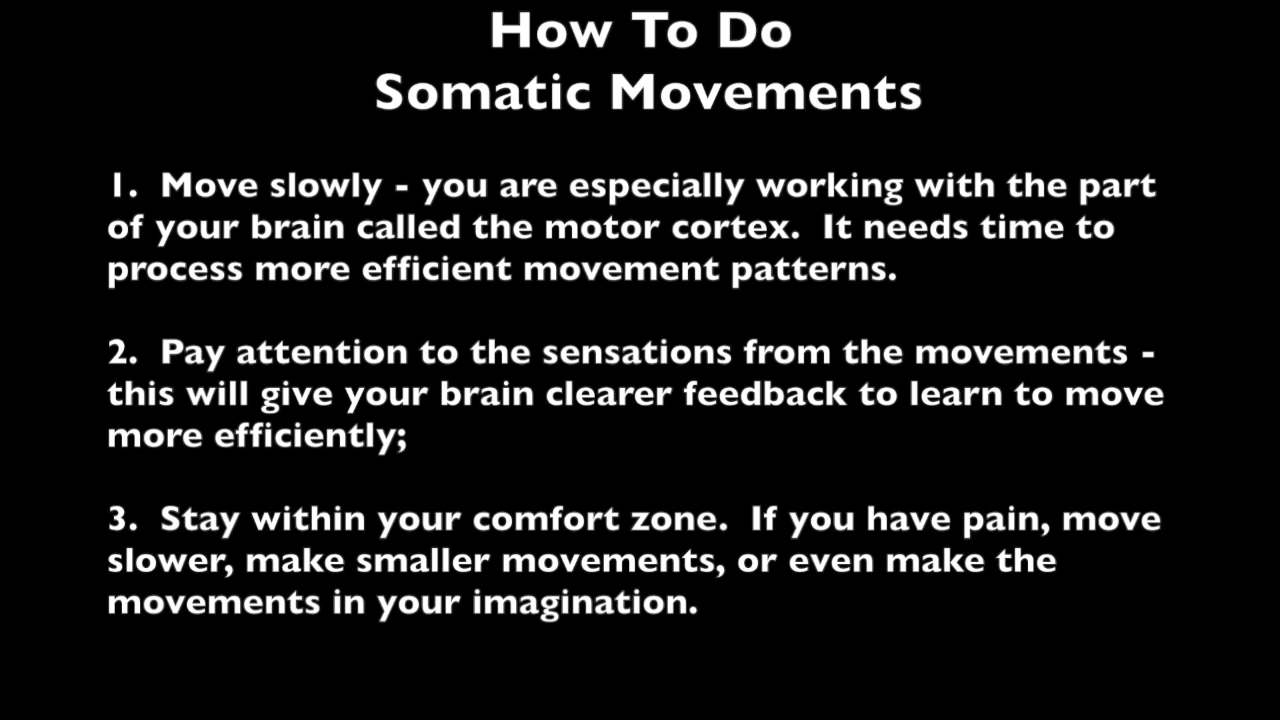 How To Do
Somatic Movements
1.  Move slowly - you are especially working with the part
of your brain called the motor cortex.  It needs time to
process more efficient movement patterns.
2.  Pay attention to the sensations from the movements -
this will give your brain clearer feedback to learn to move
more efficiently;
3.  Stay within your comfort zone.  If you have pain, move
slower, make smaller movements, or even make the
movements in your imagination.